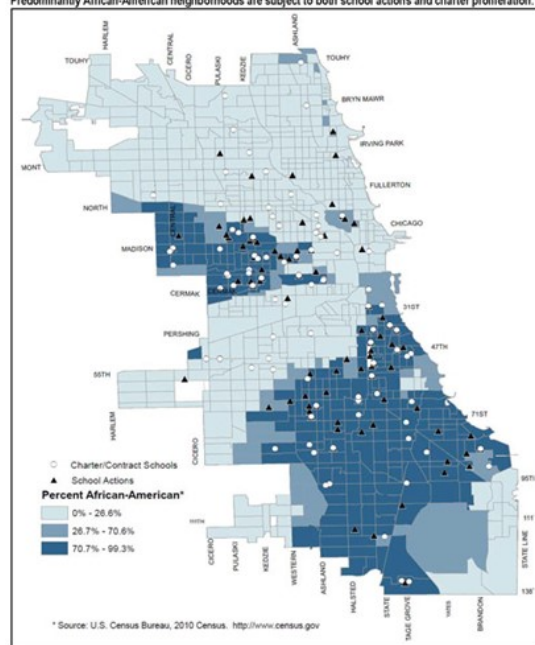 Predominantly African-American neighborhoods are subject to both school actions and charter proliferation.
HARLEM
CENTRAL
CICERO
PULASKI
KEDZIE
ASHLAND
TOUHY
TOUHY
BRYN MAWR
IRVING PARK
MONT
FULLERTON
NORTH
CENTRAL
CHICAGO
MADISON
CERMAK
31ST
PERSHING
47TH
55TH
HARLEM
71ST
CICERO
Charter/Contract Schools
School Actions
Percent African-American*
0% - 26.6%
26.7% - 70.6%
70.7% - 99.3%
95TH
111TH
111T
CICERO
PULASKI
KEDZIE
WESTERN
ASHLAND
HALSTED
STATE
TAGE GROVE
BRANDON
STATE LINE
* Source: U.S. Census Bureau, 2010 Census. http://www.census.gov